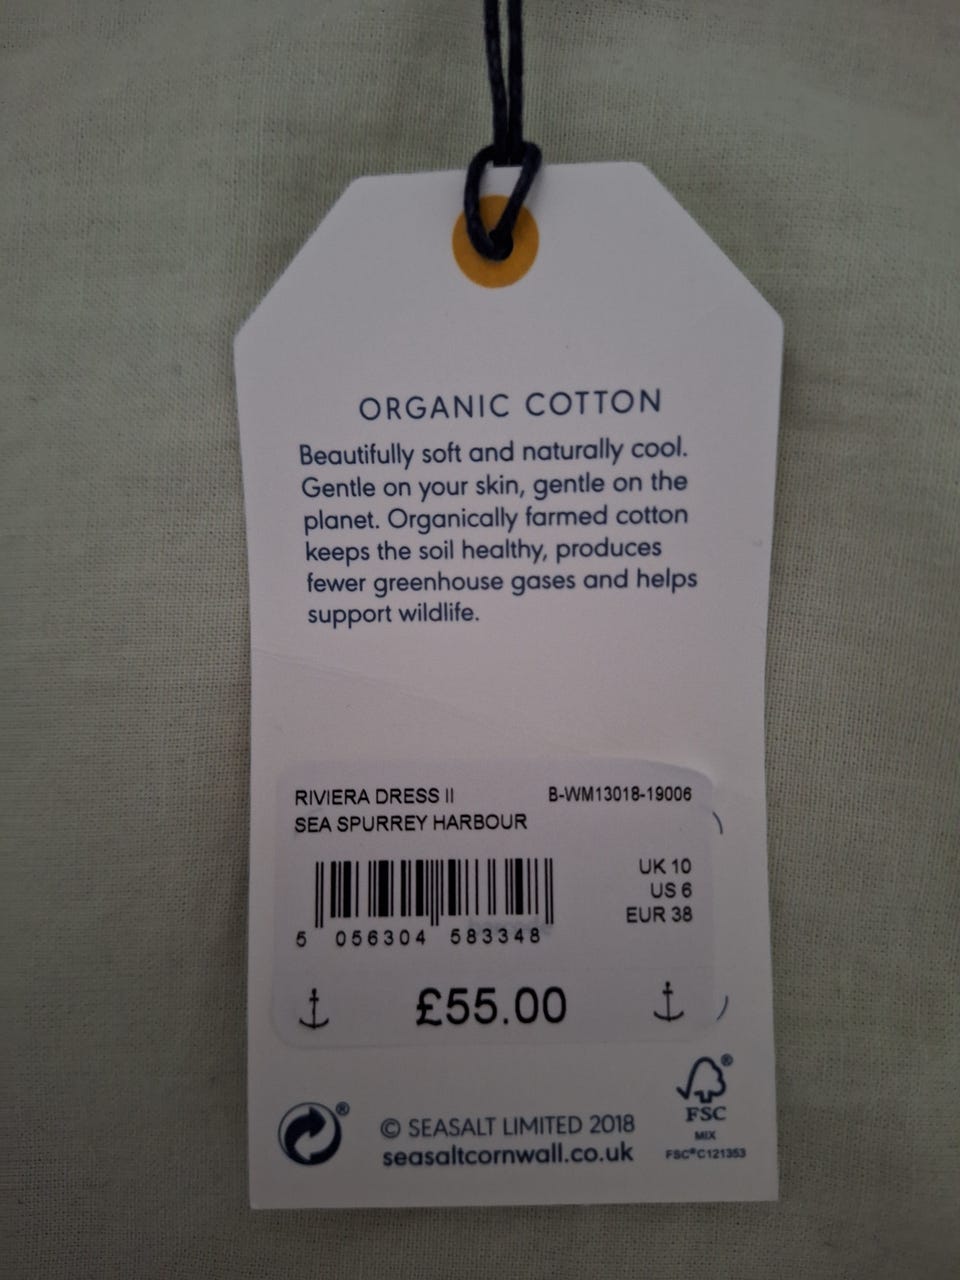 ORGANIC COTTON
Beautifully soft and naturally cool.
Gentle on your skin, gentle on the
planet. Organically farmed cotton
keeps the soil healthy, produces
fewer greenhouse gases and helps
support wildlife.
RIVIERA DRESS II B-WM13018-19006
SEA SPURREY HARBOUR
UK 10
US 6
EUR 38
5 056304 583348
£55.00
© SEASALT LIMITED 2018
seasaltcornwall.co.uk
®
®
FSC
MIX
FSC® C121353